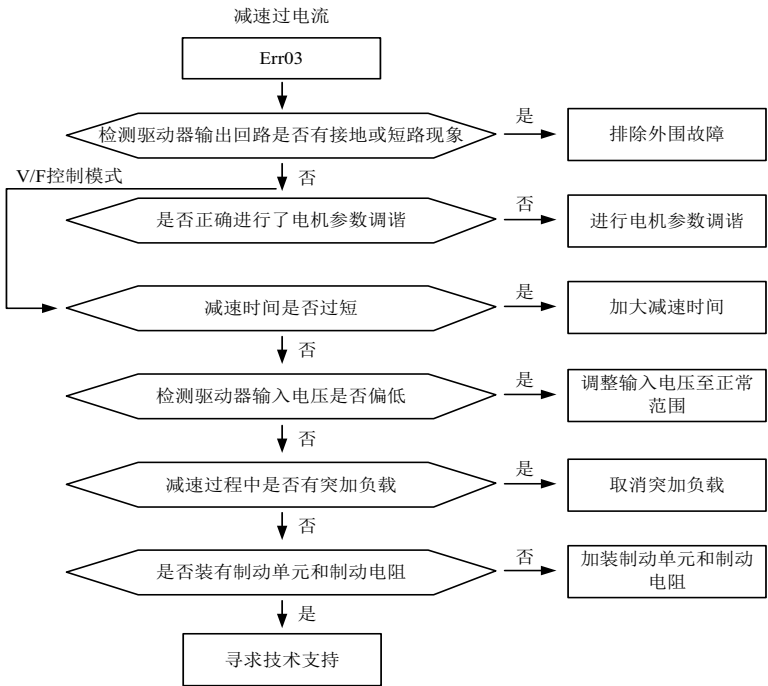 减速过电流
Err03
检测驱动器输出回路是否有接地或短路现象
是
排除外围故障
V/F控制模式
否
是否正确进行了电机参数调谐
否
进行电机参数调谐
减速时间是否过短
是
加大减速时间
否
检测驱动器输入电压是否偏低
是
调整输入电压至正常
范围
否
减速过程中是否有突加负载
是
取消突加负载
否
是否装有制动单元和制动电阻
否
加装制动单元和制动
电阻
是
寻求技术支持